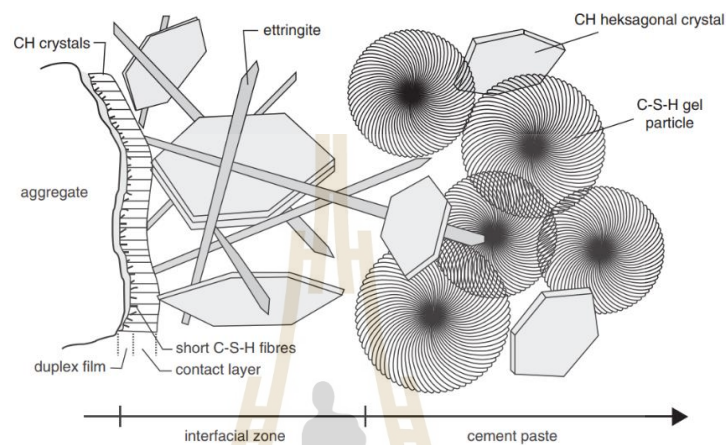 CH crystals
ettringite
CH heksagonal crystal
C-S-H gel
particle
aggregate
short C-S-H fibres
duplex film
contact layer
interfacial zone
cement paste